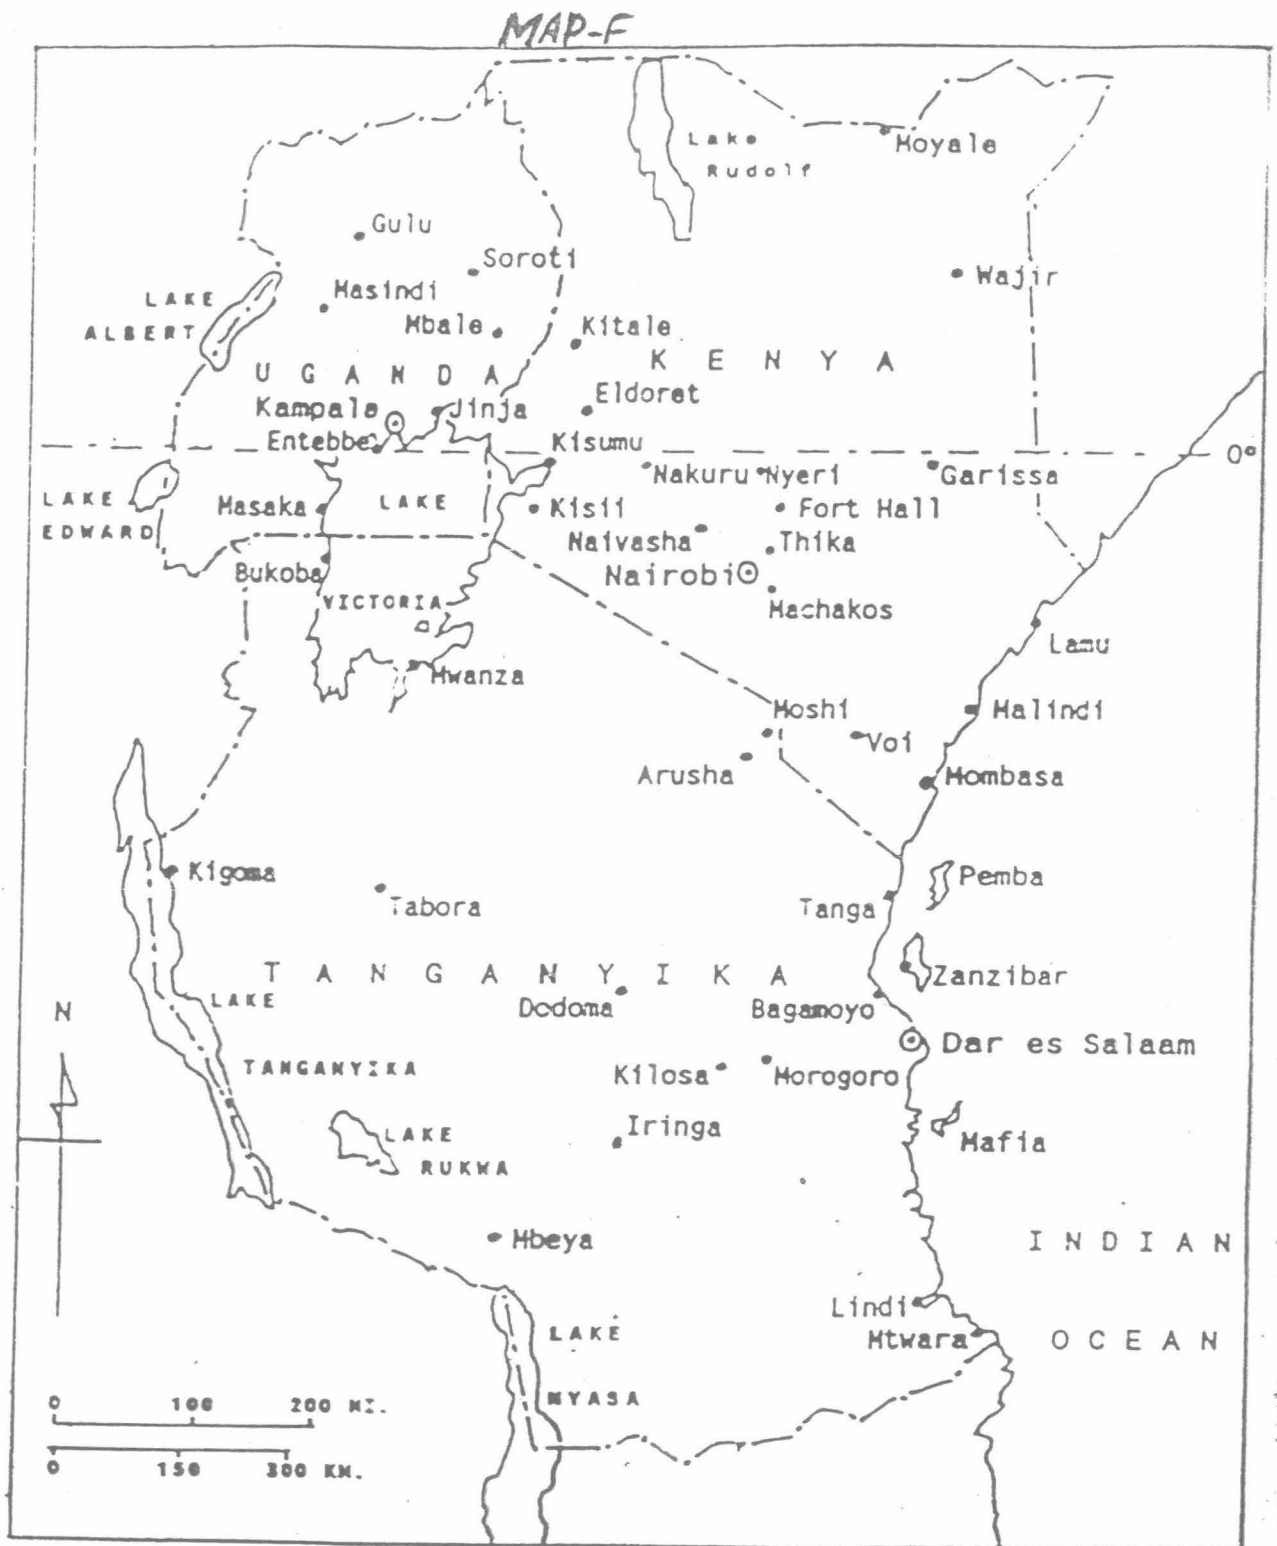 MAP-F
Lake
Rudolf
Moyale
Gulu
Soroti
Wajir
LAKE
ALBERT
Masindi
Mbale
Kitale
K E N Y A
U G A N D A
Eldoret
Kampala
Jinja
Entebbe
Kisumu
0°
Nakuru
Nyeri
Garissa
LAKE
EDWARD
Masaka
LAKE
Kisii
Fort Hall
Naivasha
Thika
Bukoba
Nairobi
VICTORIA
Machakos
Lamu
Mwanza
Moshi
Malindi
Voi
Arusha
Mombasa
Kigoma
Pemba
Tabora
Tanga
T A N G A N Y I K A
Zanzibar
LAKE
Dodoma
Bagamoyo
N
Dar es Salaam
TANGANYIKA
Kilosa
Morogoro
Iringa
LAKE
RUKWA
Mafia
Mbeya
I N D I A N
Lindi
LAKE
Mtwara
O C E A N
NYASA
0 100 200 MI.
0 150 300 KM.